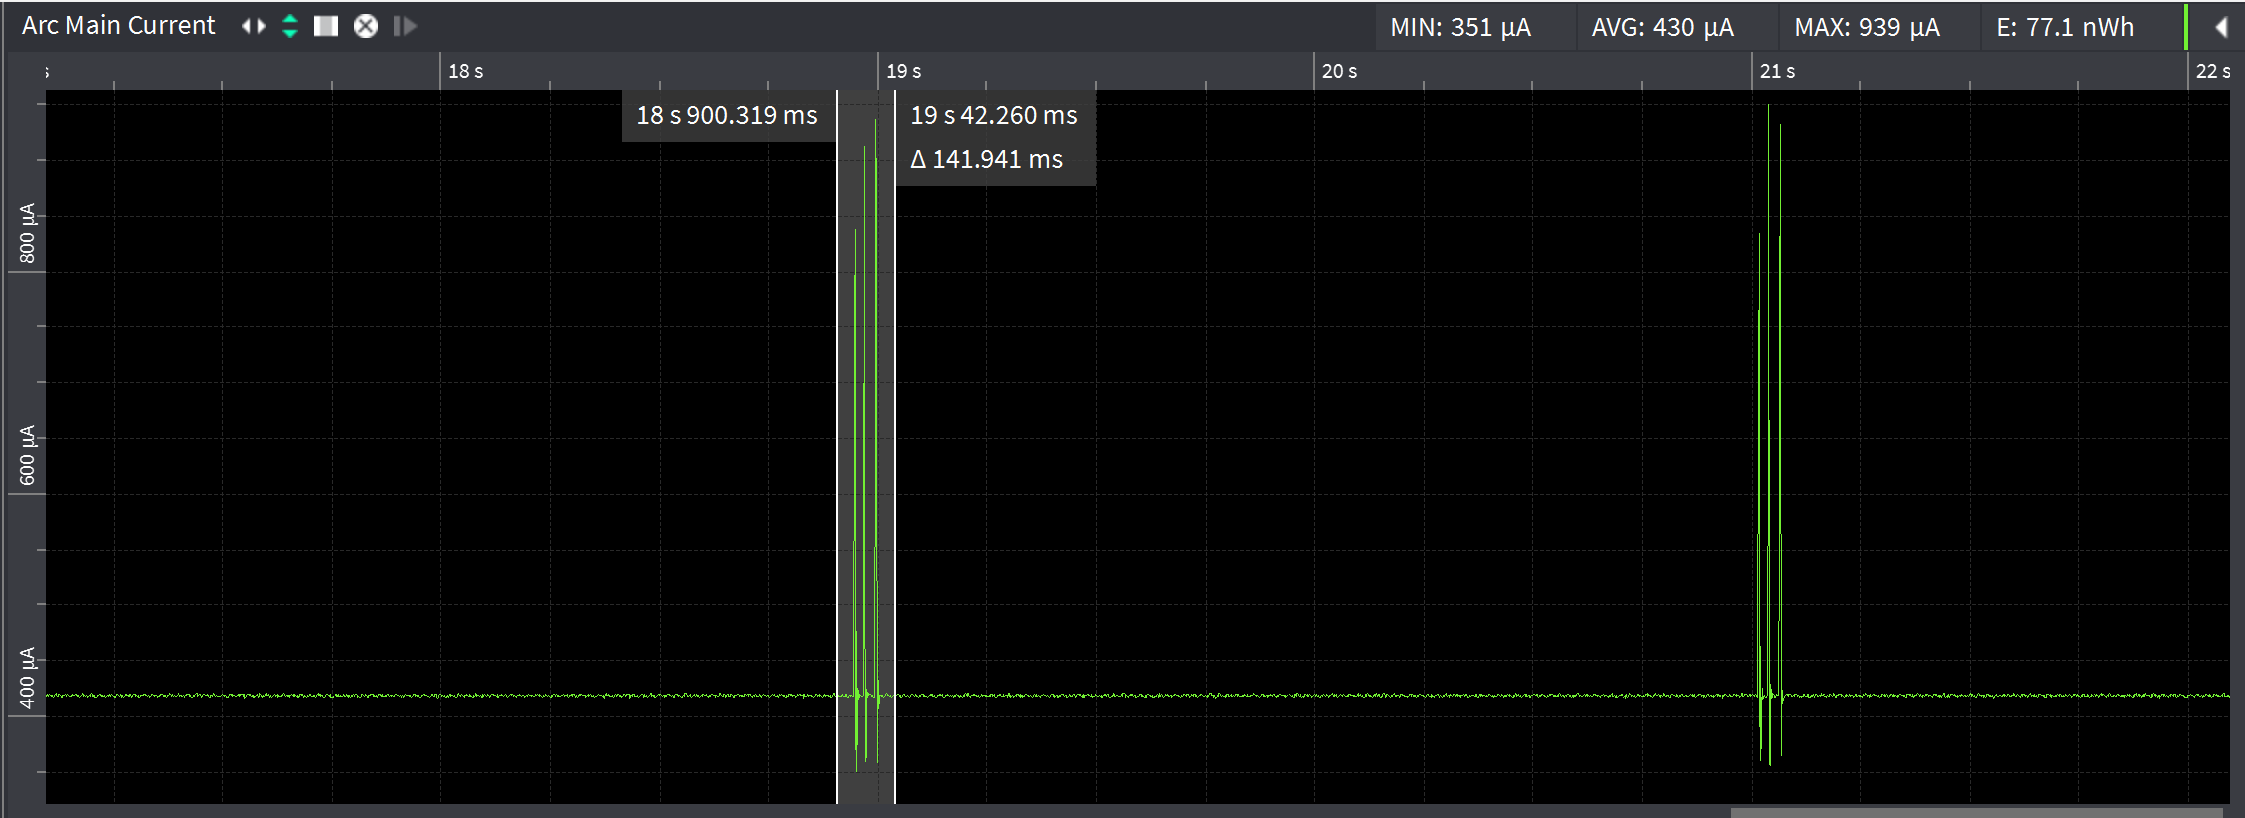 Arc Main Current
MIN: 351 µA
AVG: 430 µA
MAX: 939 µA
E: 77.1 nWh
s
18 s
19 s
20 s
21 s
22 s
18 s 900.319 ms
19 s 42.260 ms
Δ 141.941 ms
800 µA
600 µA
400 µA